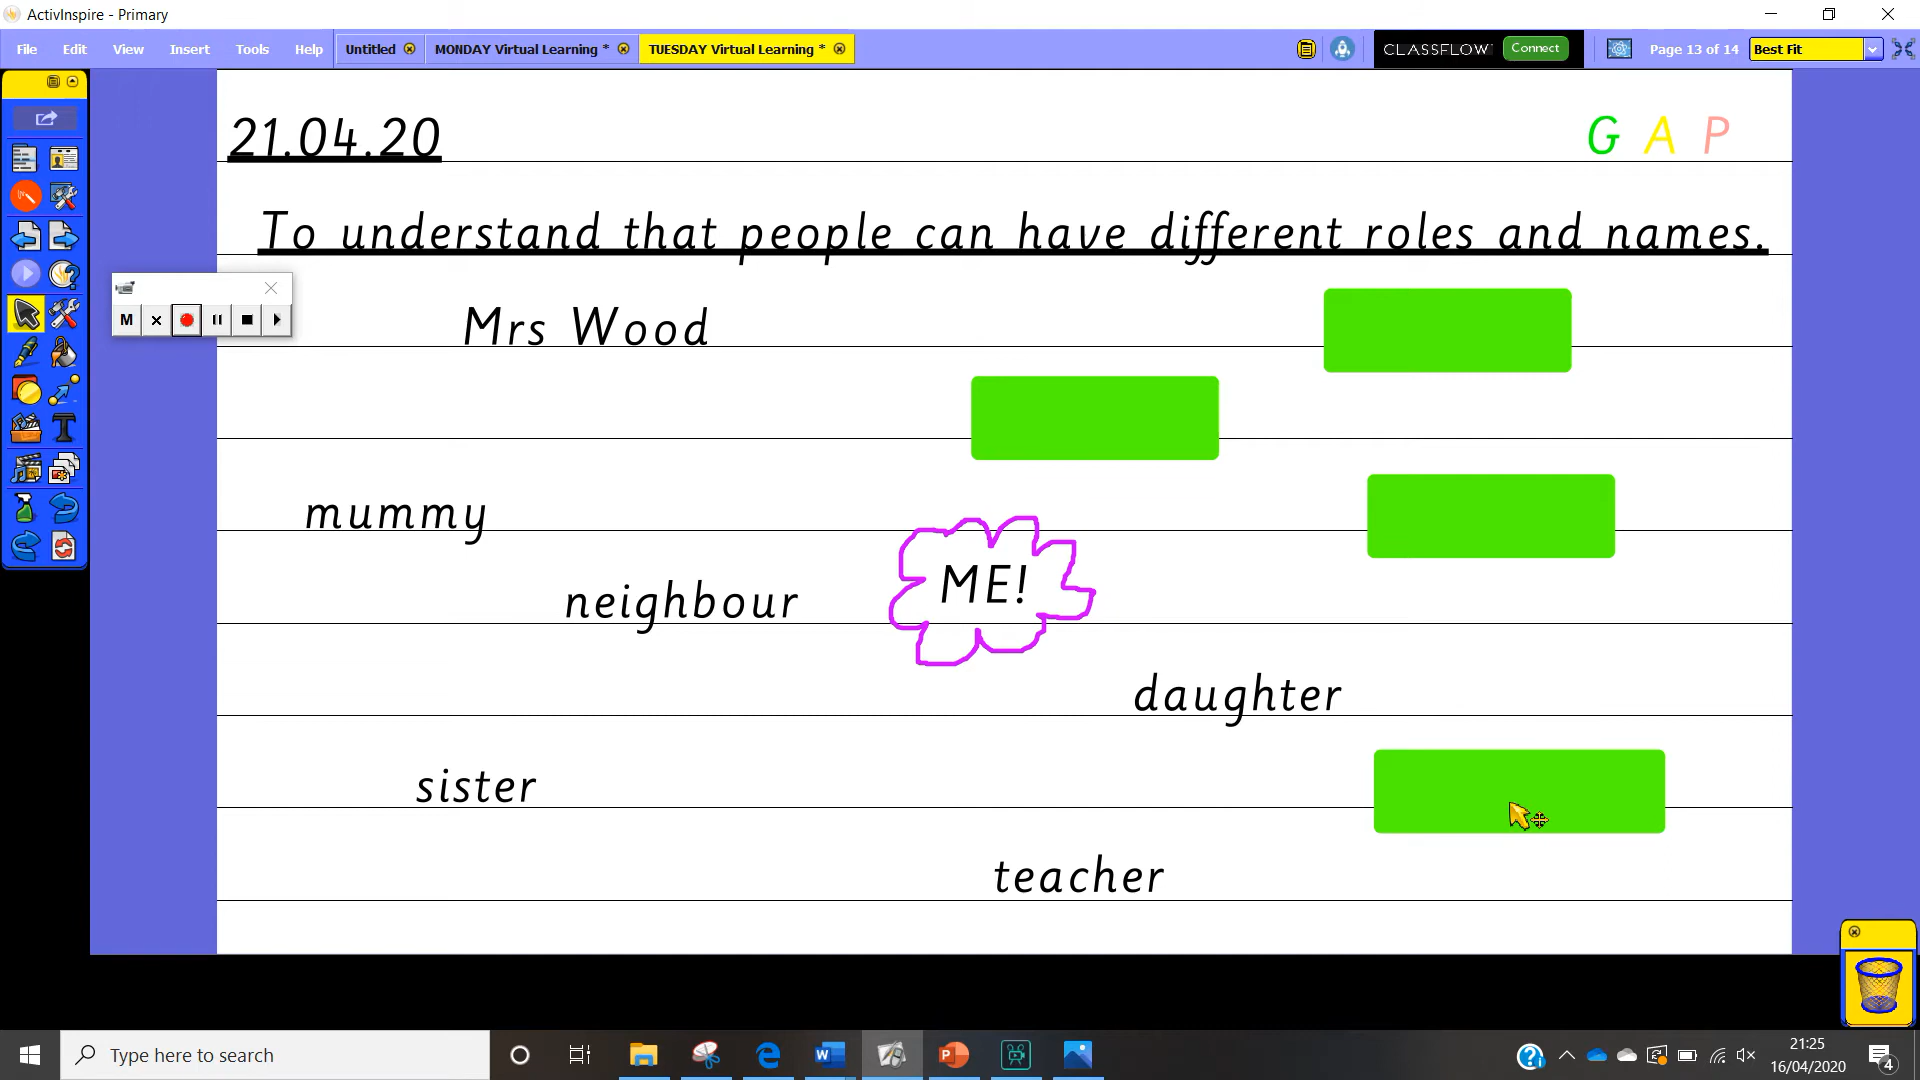 ActivInspire - Primary
File Edit View Insert Tools Help Untitled MONDAY Virtual Learning * TUESDAY Virtual Learning * CLASSFLOW Connect Page 13 of 14 Best Fit
21.04.20 G A P
To understand that people can have different roles and names.
M
Mrs Wood
mummy
ME!
neighbour
daughter
sister
teacher
Type here to search
21:25
16/04/2020
4